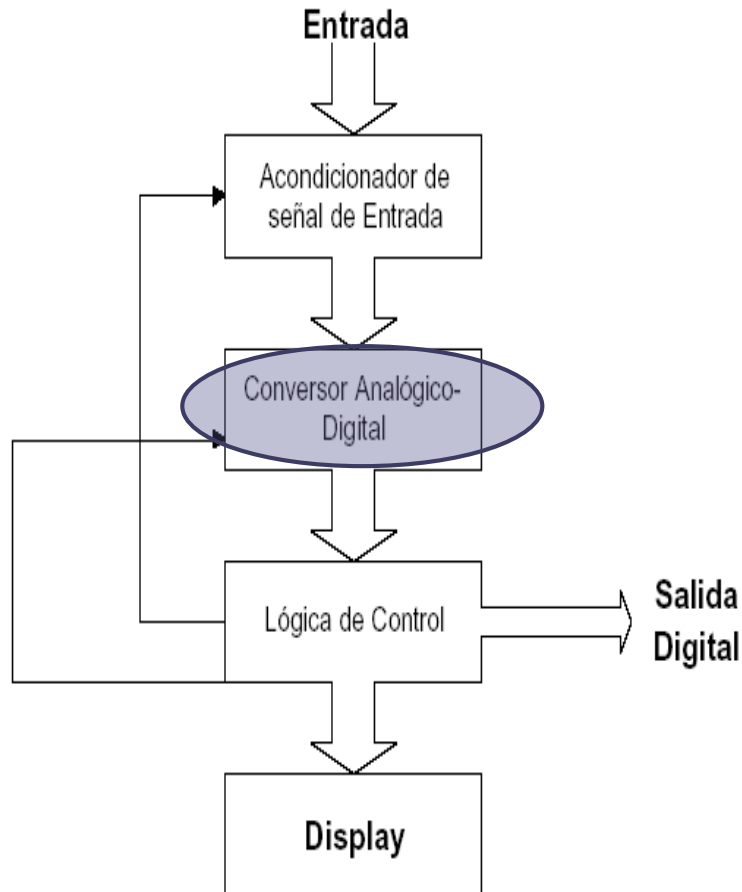 Entrada
Acondicionador de
señal de Entrada
Conversor Analógico-
Digital
Lógica de Control
Salida
Digital
Display